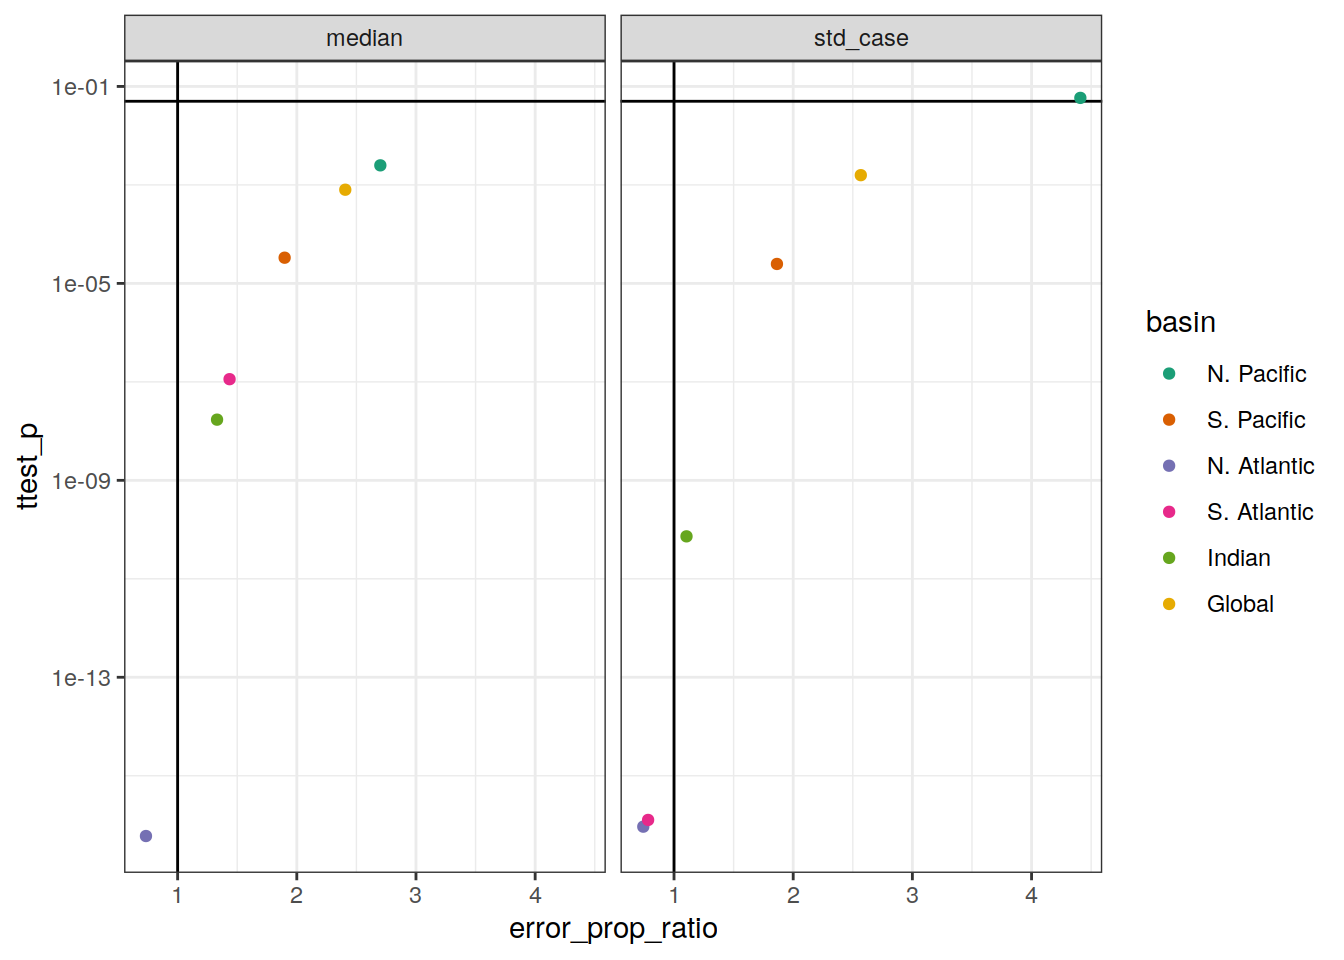 median
std_case
1e-01
1e-05
1e-09
1e-13
ttest_p
1 2 3 4
1 2 3 4
error_prop_ratio
basin
N. Pacific
S. Pacific
N. Atlantic
S. Atlantic
Indian
Global